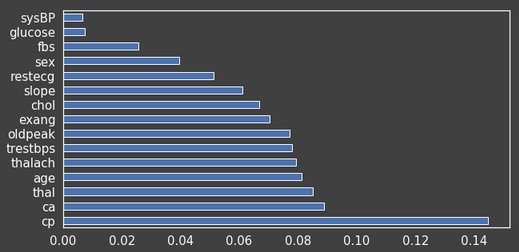 sysBP
glucose
fbs
sex
restecg
slope
chol
exang
oldpeak
trestbps
thalach
age
thal
ca
cp
0.00 0.02 0.04 0.06 0.08 0.10 0.12 0.14